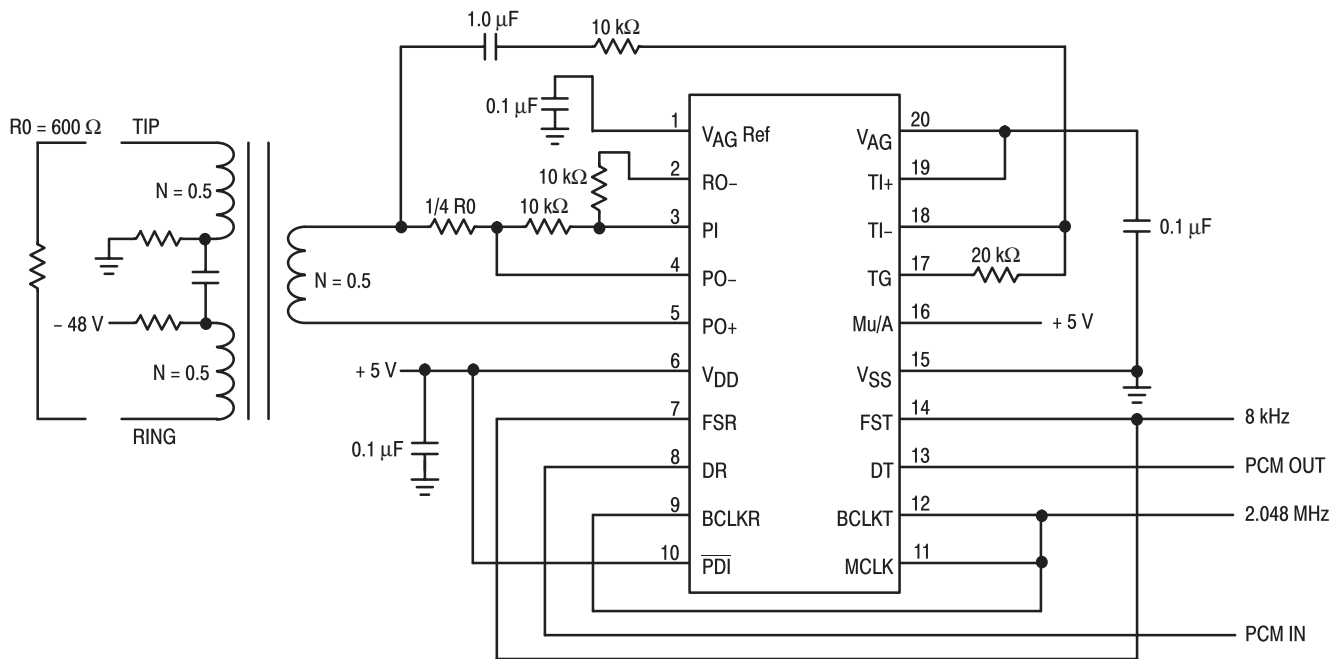 1.0 μF
10 kΩ
0.1 μF
R0 = 600 Ω
TIP
N = 0.5
– 48 V
N = 0.5
RING
N = 0.5
1/4 R0
10 kΩ
10 kΩ
+ 5 V
0.1 μF
1
VAG Ref
2
RO–
3
PI
4
PO–
5
PO+
6
VDD
7
FSR
8
DR
9
BCLKR
10
PDI
20
VAG
19
TI+
18
TI–
17
TG
20 kΩ
16
Mu/A
+ 5 V
15
VSS
14
FST
8 kHz
13
DT
PCM OUT
12
BCLKT
2.048 MHz
11
MCLK
0.1 μF
PCM IN